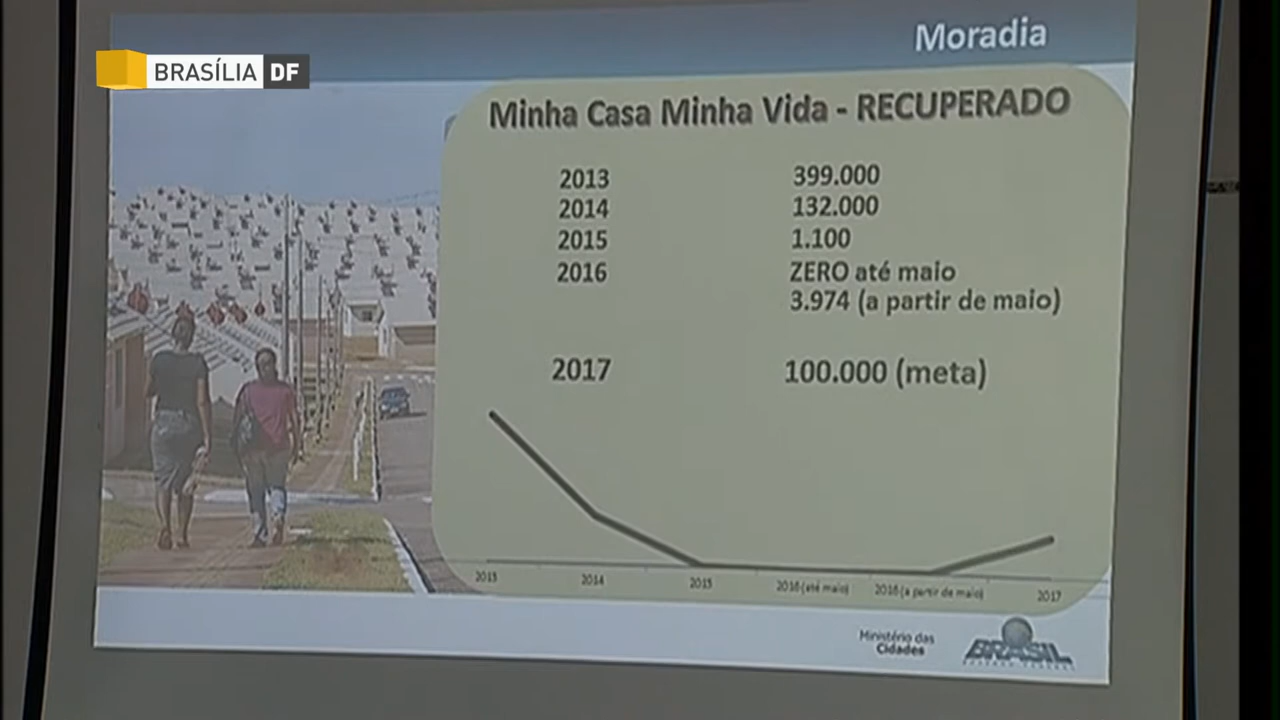 Moradia
BRASÍLIA DF
Minha Casa Minha Vida - RECUPERADO
2013 399.000
2014 132.000
2015 1.100
2016 ZERO até maio
3.974 (a partir de maio)
2017 100.000 (meta)
2013 2014 2015 2016 (até maio) 2016 (a partir de maio) 2017
Ministério das
Cidades
BRASIL